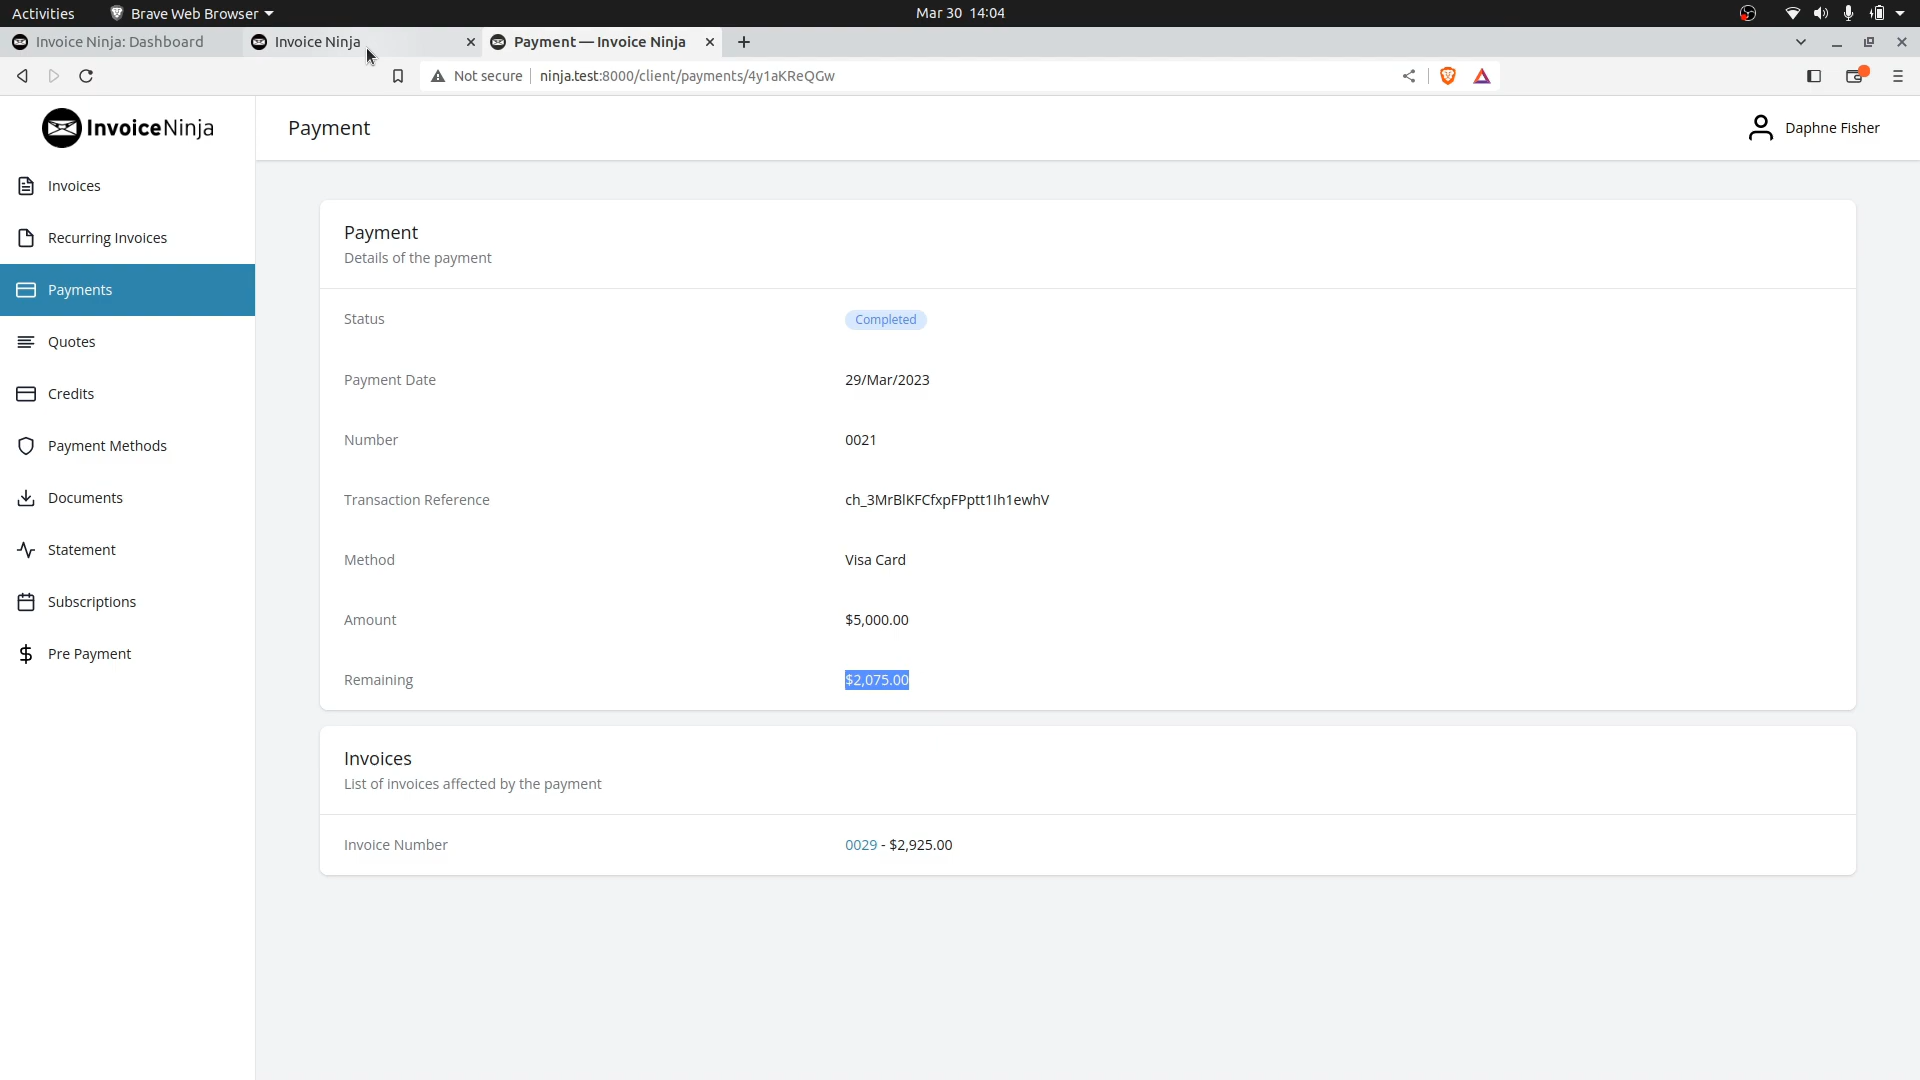 Activities
Brave Web Browser
Mar 30 14:04
Invoice Ninja: Dashboard
Invoice Ninja
Payment — Invoice Ninja
Not secure
ninja.test:8000/client/payments/4y1aKReQGw
InvoiceNinja
Payment
Daphne Fisher
Invoices
Recurring Invoices
Payments
Quotes
Credits
Payment Methods
Documents
Statement
Subscriptions
Pre Payment
Payment
Details of the payment
Status
Completed
Payment Date
29/Mar/2023
Number
0021
Transaction Reference
ch_3MrBlKFCfxpFPptt1Ih1ewhV
Method
Visa Card
Amount
$5,000.00
Remaining
$2,075.00
Invoices
List of invoices affected by the payment
Invoice Number
0029 - $2,925.00